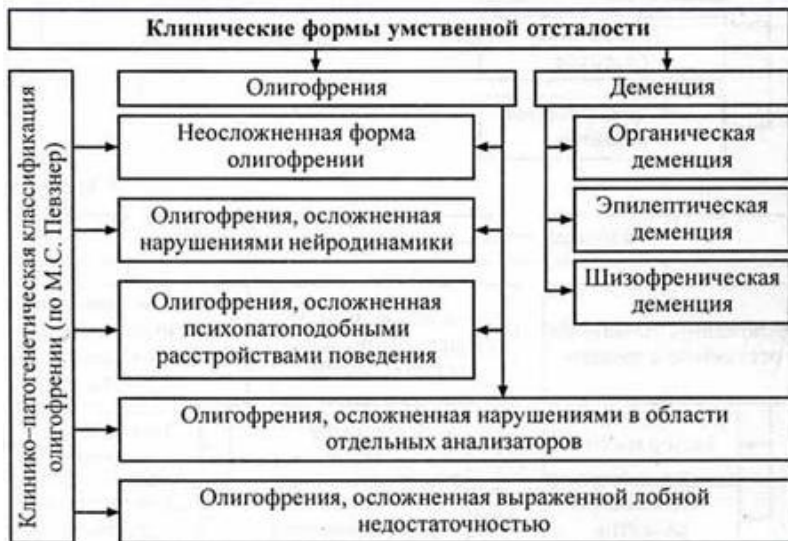 Клинические формы умственной отсталости
Клинико–патогенетическая классификация
олигофрении (по М.С. Певзнер)
Олигофрения
Неосложненная форма
олигофрении
Олигофрения, осложненная
нарушениями нейродинамики
Олигофрения, осложненная
психопатоподобными
расстройствами поведения
Олигофрения, осложненная нарушениями в области
отдельных анализаторов
Олигофрения, осложненная выраженной лобной
недостаточностью
Деменция
Органическая
деменция
Эпилептическая
деменция
Шизофреническая
деменция